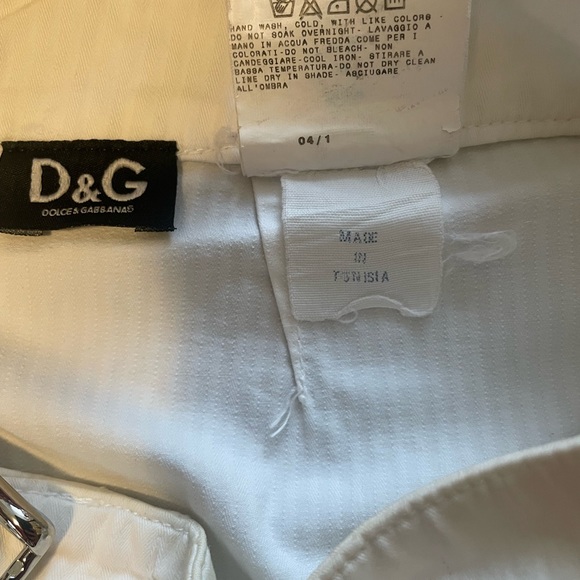 HAND WASH, COLD, WITH LIKE COLORS -
DO NOT SOAK OVERNIGHT- LAVAGGIO A
MANO IN ACQUA FREDDA COME PER I
COLORATI-DO NOT BLEACH- NON
CANDEGGIARE-COOL IRON- STIRARE A
BASSA TEMPERATURA-DO NOT DRY CLEAN
LINE DRY IN SHADE- ASCIUGARE
ALL'OMBRA
04/1
D&G
DOLCE&GABBANA
MADE
IN
TUNISIA